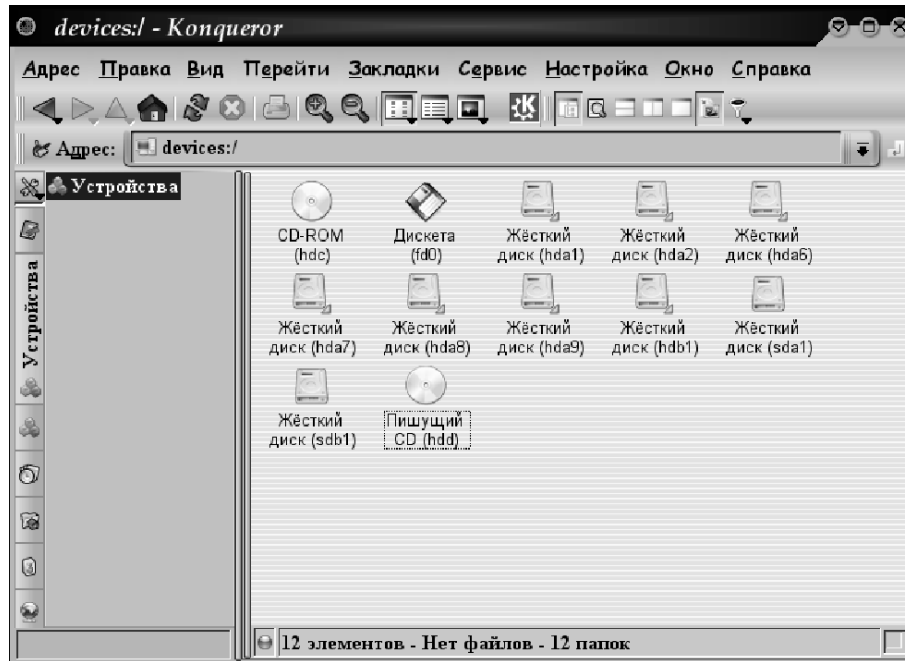 devices:/ - Konqueror
Адрес Правка Вид Перейти Закладки Сервис Настройка Окно Справка
Адрес: devices:/
Устройства
Устройства
CD-ROM (hdc)
Дискета (fd0)
Жёсткий диск (hda1)
Жёсткий диск (hda2)
Жёсткий диск (hda6)
Жёсткий диск (hda7)
Жёсткий диск (hda8)
Жёсткий диск (hda9)
Жёсткий диск (hdb1)
Жёсткий диск (sda1)
Жёсткий диск (sdb1)
Пишущий CD (hdd)
12 элементов - Нет файлов - 12 папок